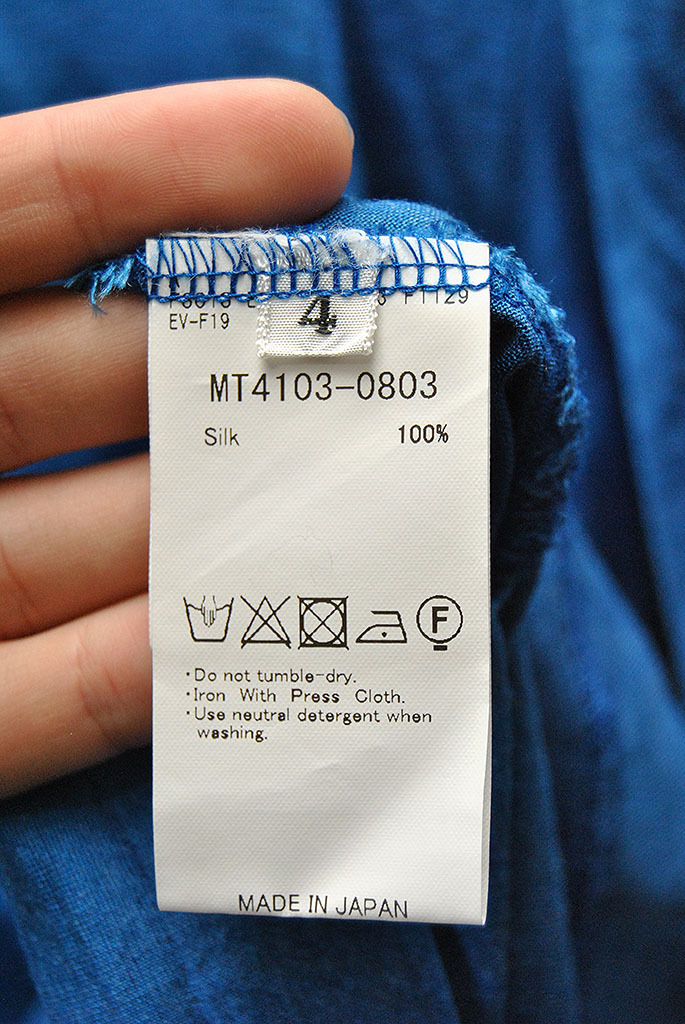 F1129
EV-F19
4
MT4103-0803
Silk 100%
F
·Do not tumble-dry.
·Iron With Press Cloth.
·Use neutral detergent when
washing.
MADE IN JAPAN